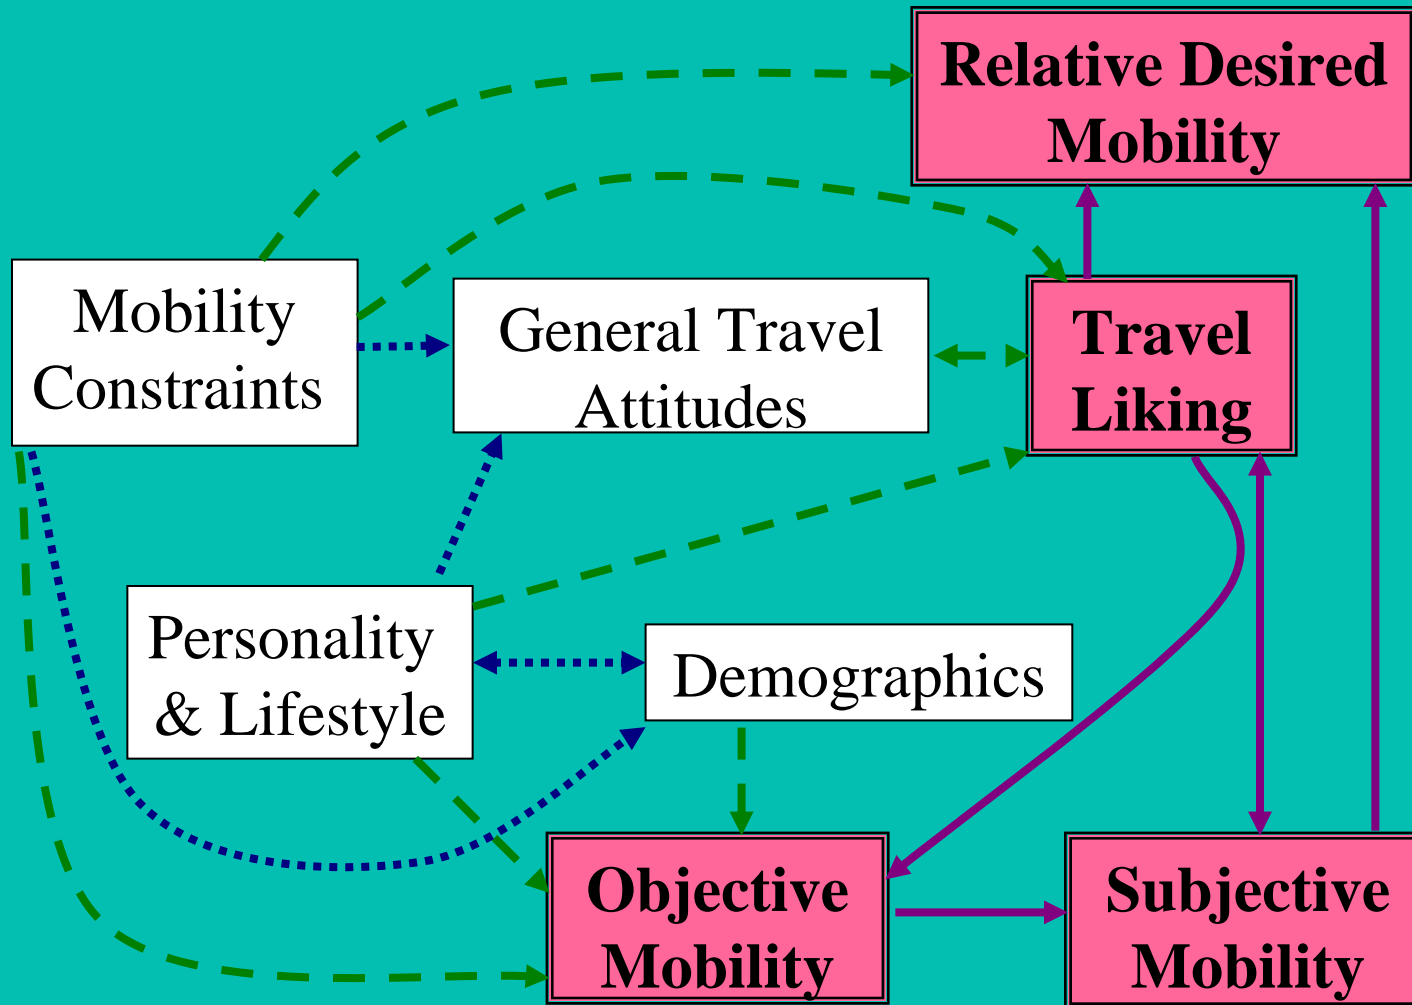 Relative Desired
Mobility
Mobility
Constraints
General Travel
Attitudes
Travel
Liking
Personality
& Lifestyle
Demographics
Objective
Mobility
Subjective
Mobility